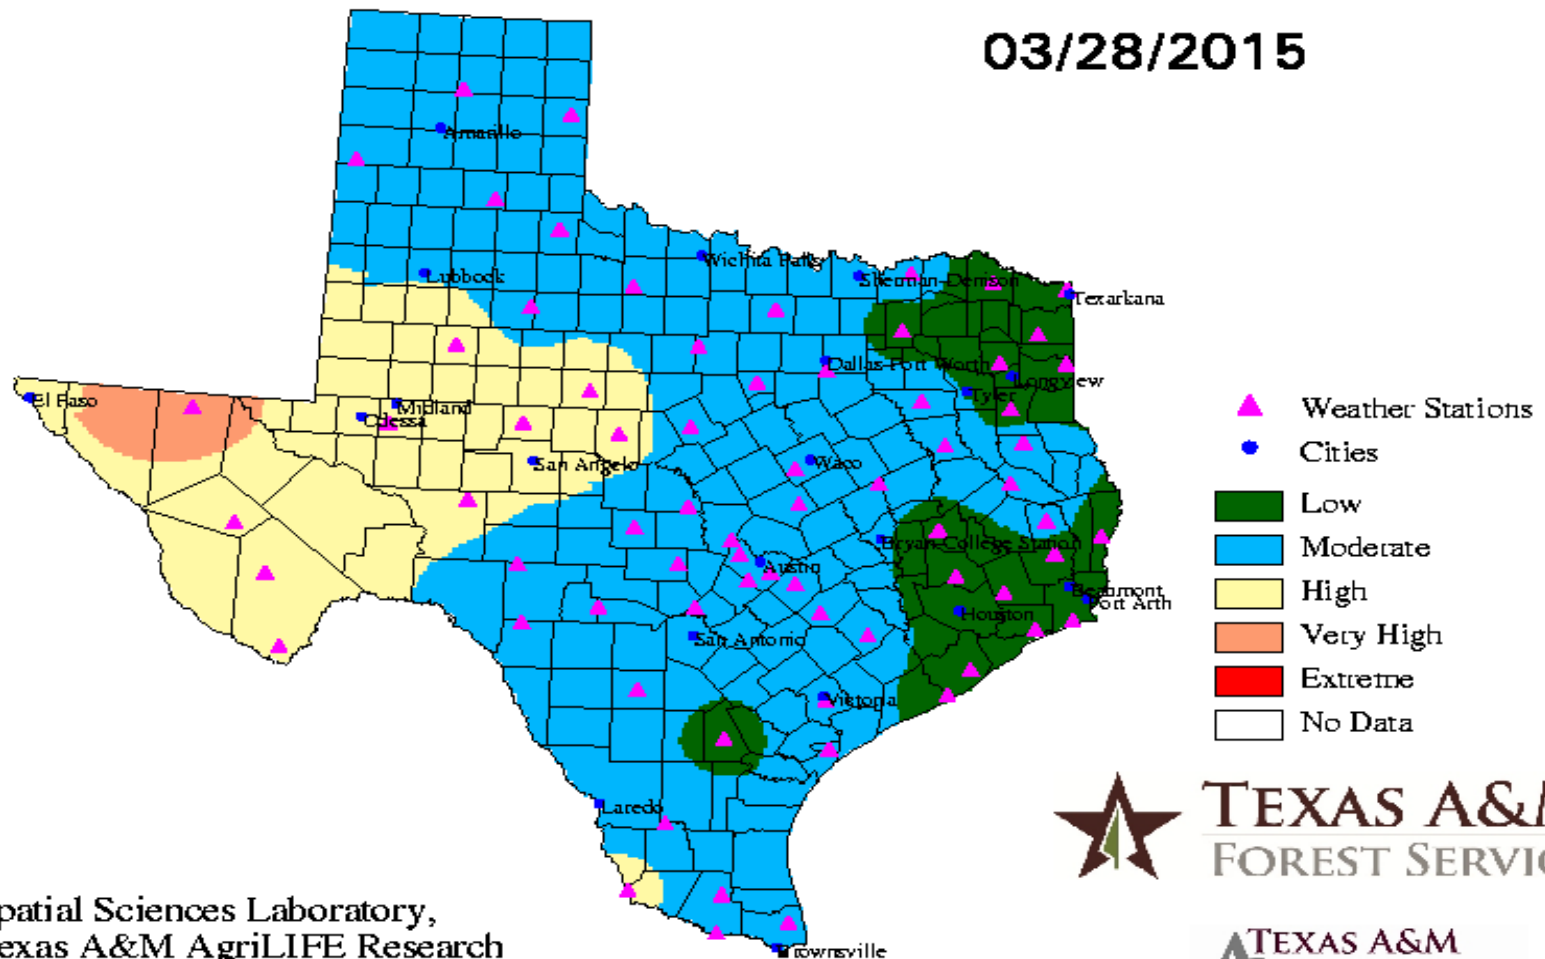 03/28/2015
Amarillo
Lubbock
Wichita Falls
Sherman-Denison
Texarkana
Dallas-Fort Worth
Longview
Tyler
El Paso
Midland
Odessa
San Angelo
Waco
Bryan-College Station
Austin
Beaumont
Port Arth
Houston
San Antonio
Victoria
Laredo
Brownsville
Weather Stations
Cities
Low
Moderate
High
Very High
Extreme
No Data
TEXAS A&M
FOREST SERVIC
patial Sciences Laboratory,
exas A&M AgriLIFE Research
TEXAS A&M